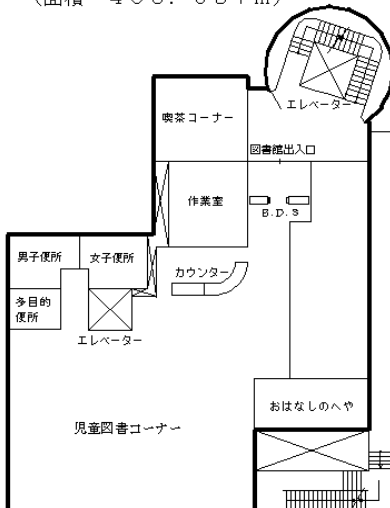 エレベーター
喫茶コーナー
図書館出入口
作業室
B.D.S
男子便所
女子便所
カウンター
多目的
便所
エレベーター
おはなしのへや
児童図書コーナー